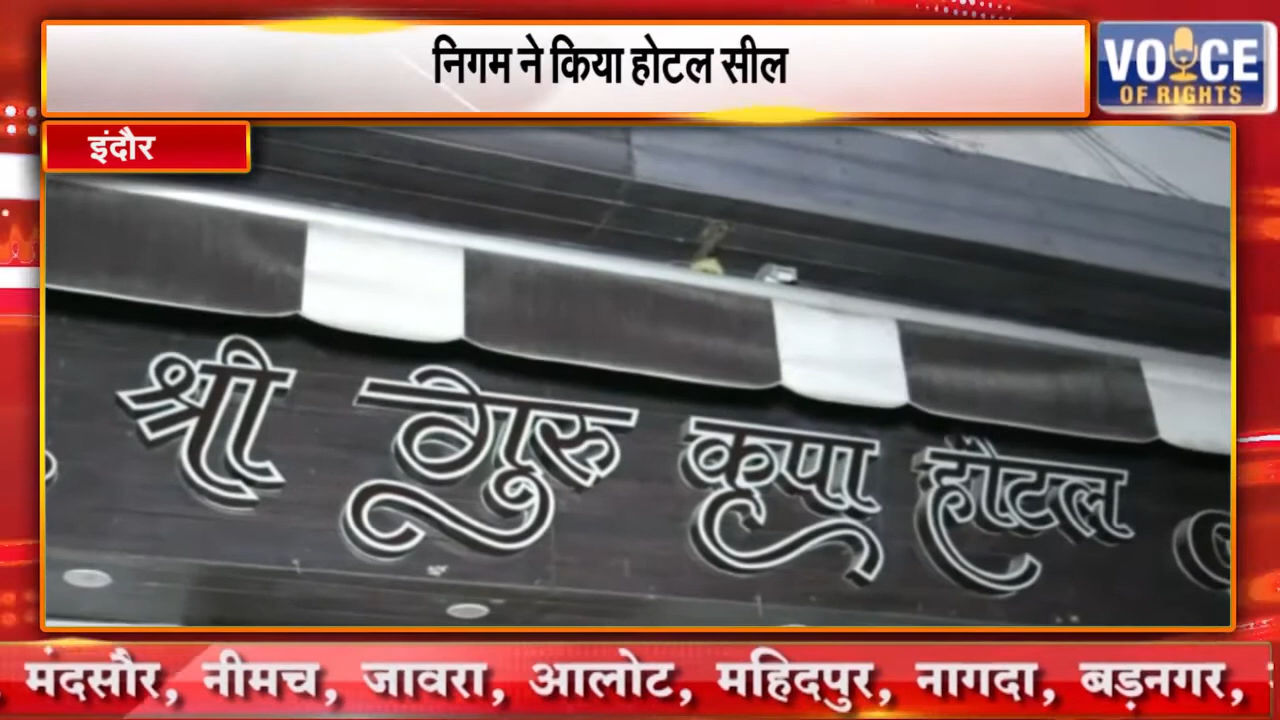 निगम ने किया होटल सील
VOICE
OF RIGHTS
इंदौर
श्री गुरु कृपा होटल
मंदसौर, नीमच, जावरा, आलोट, महिदपुर, नागदा, बड़नगर,